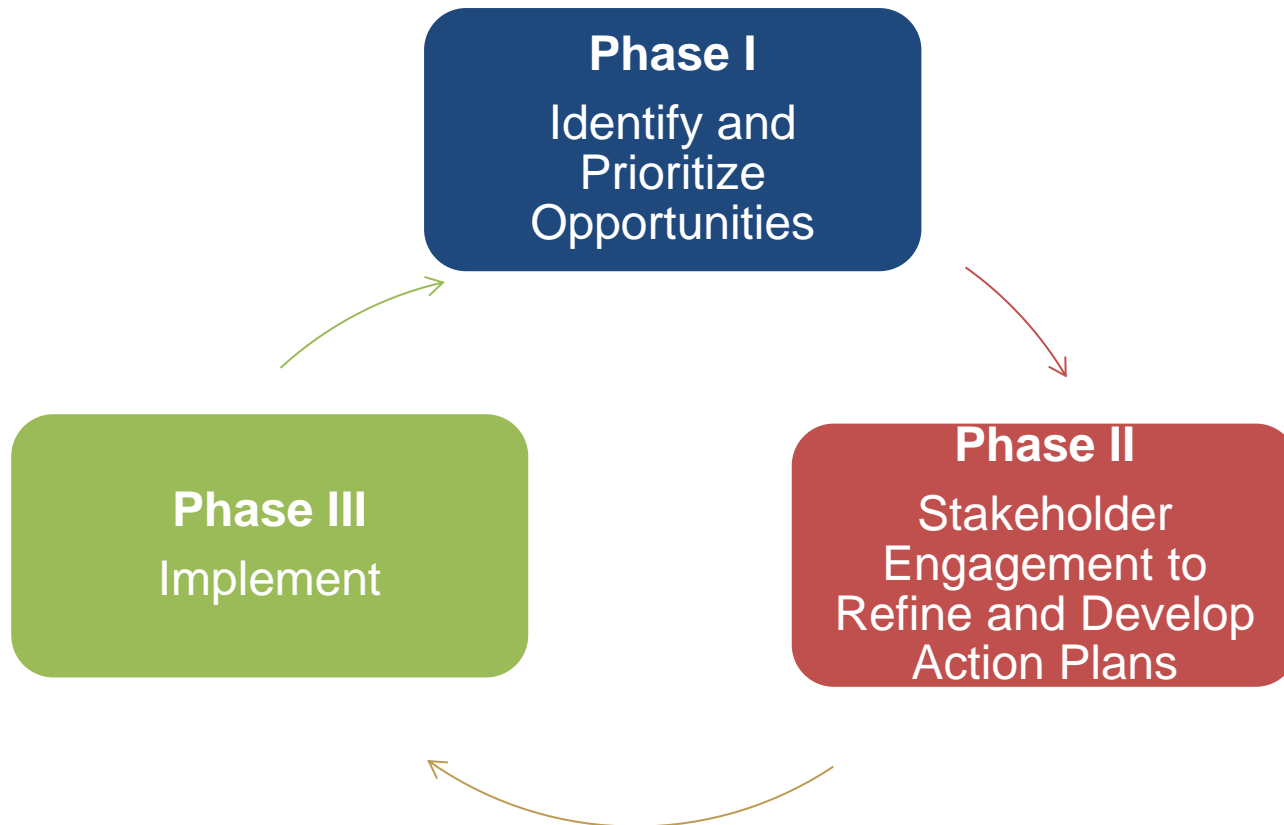 Phase I
Identify and
Prioritize
Opportunities
Phase II
Stakeholder
Engagement to
Refine and Develop
Action Plans
Phase III
Implement